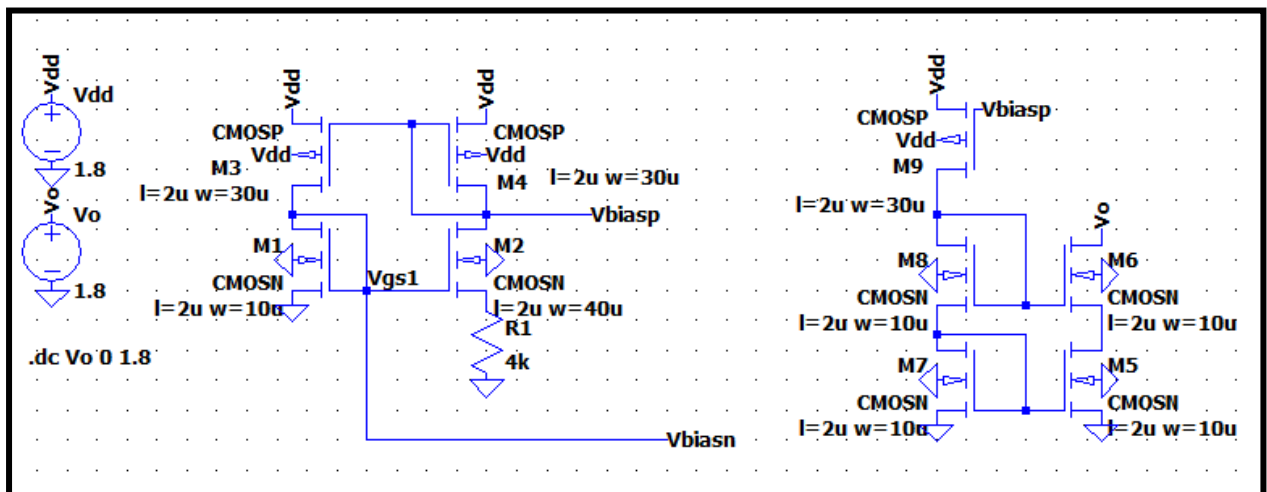 Vdd
Vdd
1.8
Vo
Vo
1.8
.dc Vo 0 1.8
Vdd
Vdd
CMOSP
Vdd
M3
l=2u w=30u
CMOSP
Vdd
M4
l=2u w=30u
Vbiasp
M1
CMOSN
l=2u w=10u
Vgs1
M2
CMOSN
l=2u w=40u
R1
4k
Vbiasn
Vdd
Vbiasp
CMOSP
Vdd
M9
l=2u w=30u
Vo
M8
CMOSN
l=2u w=10u
M6
CMOSN
l=2u w=10u
M7
CMOSN
l=2u w=10u
M5
CMOSN
l=2u w=10u